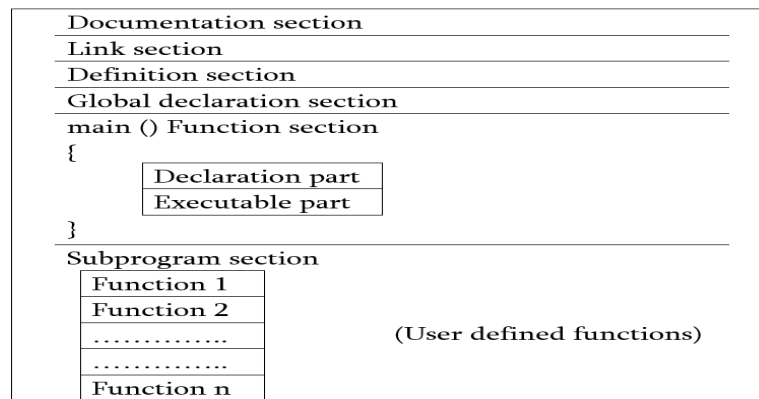 Documentation section
Link section
Definition section
Global declaration section
main () Function section
{
Declaration part
Executable part
}
Subprogram section
Function 1
Function 2
..............
(User defined functions)
..............
Function n